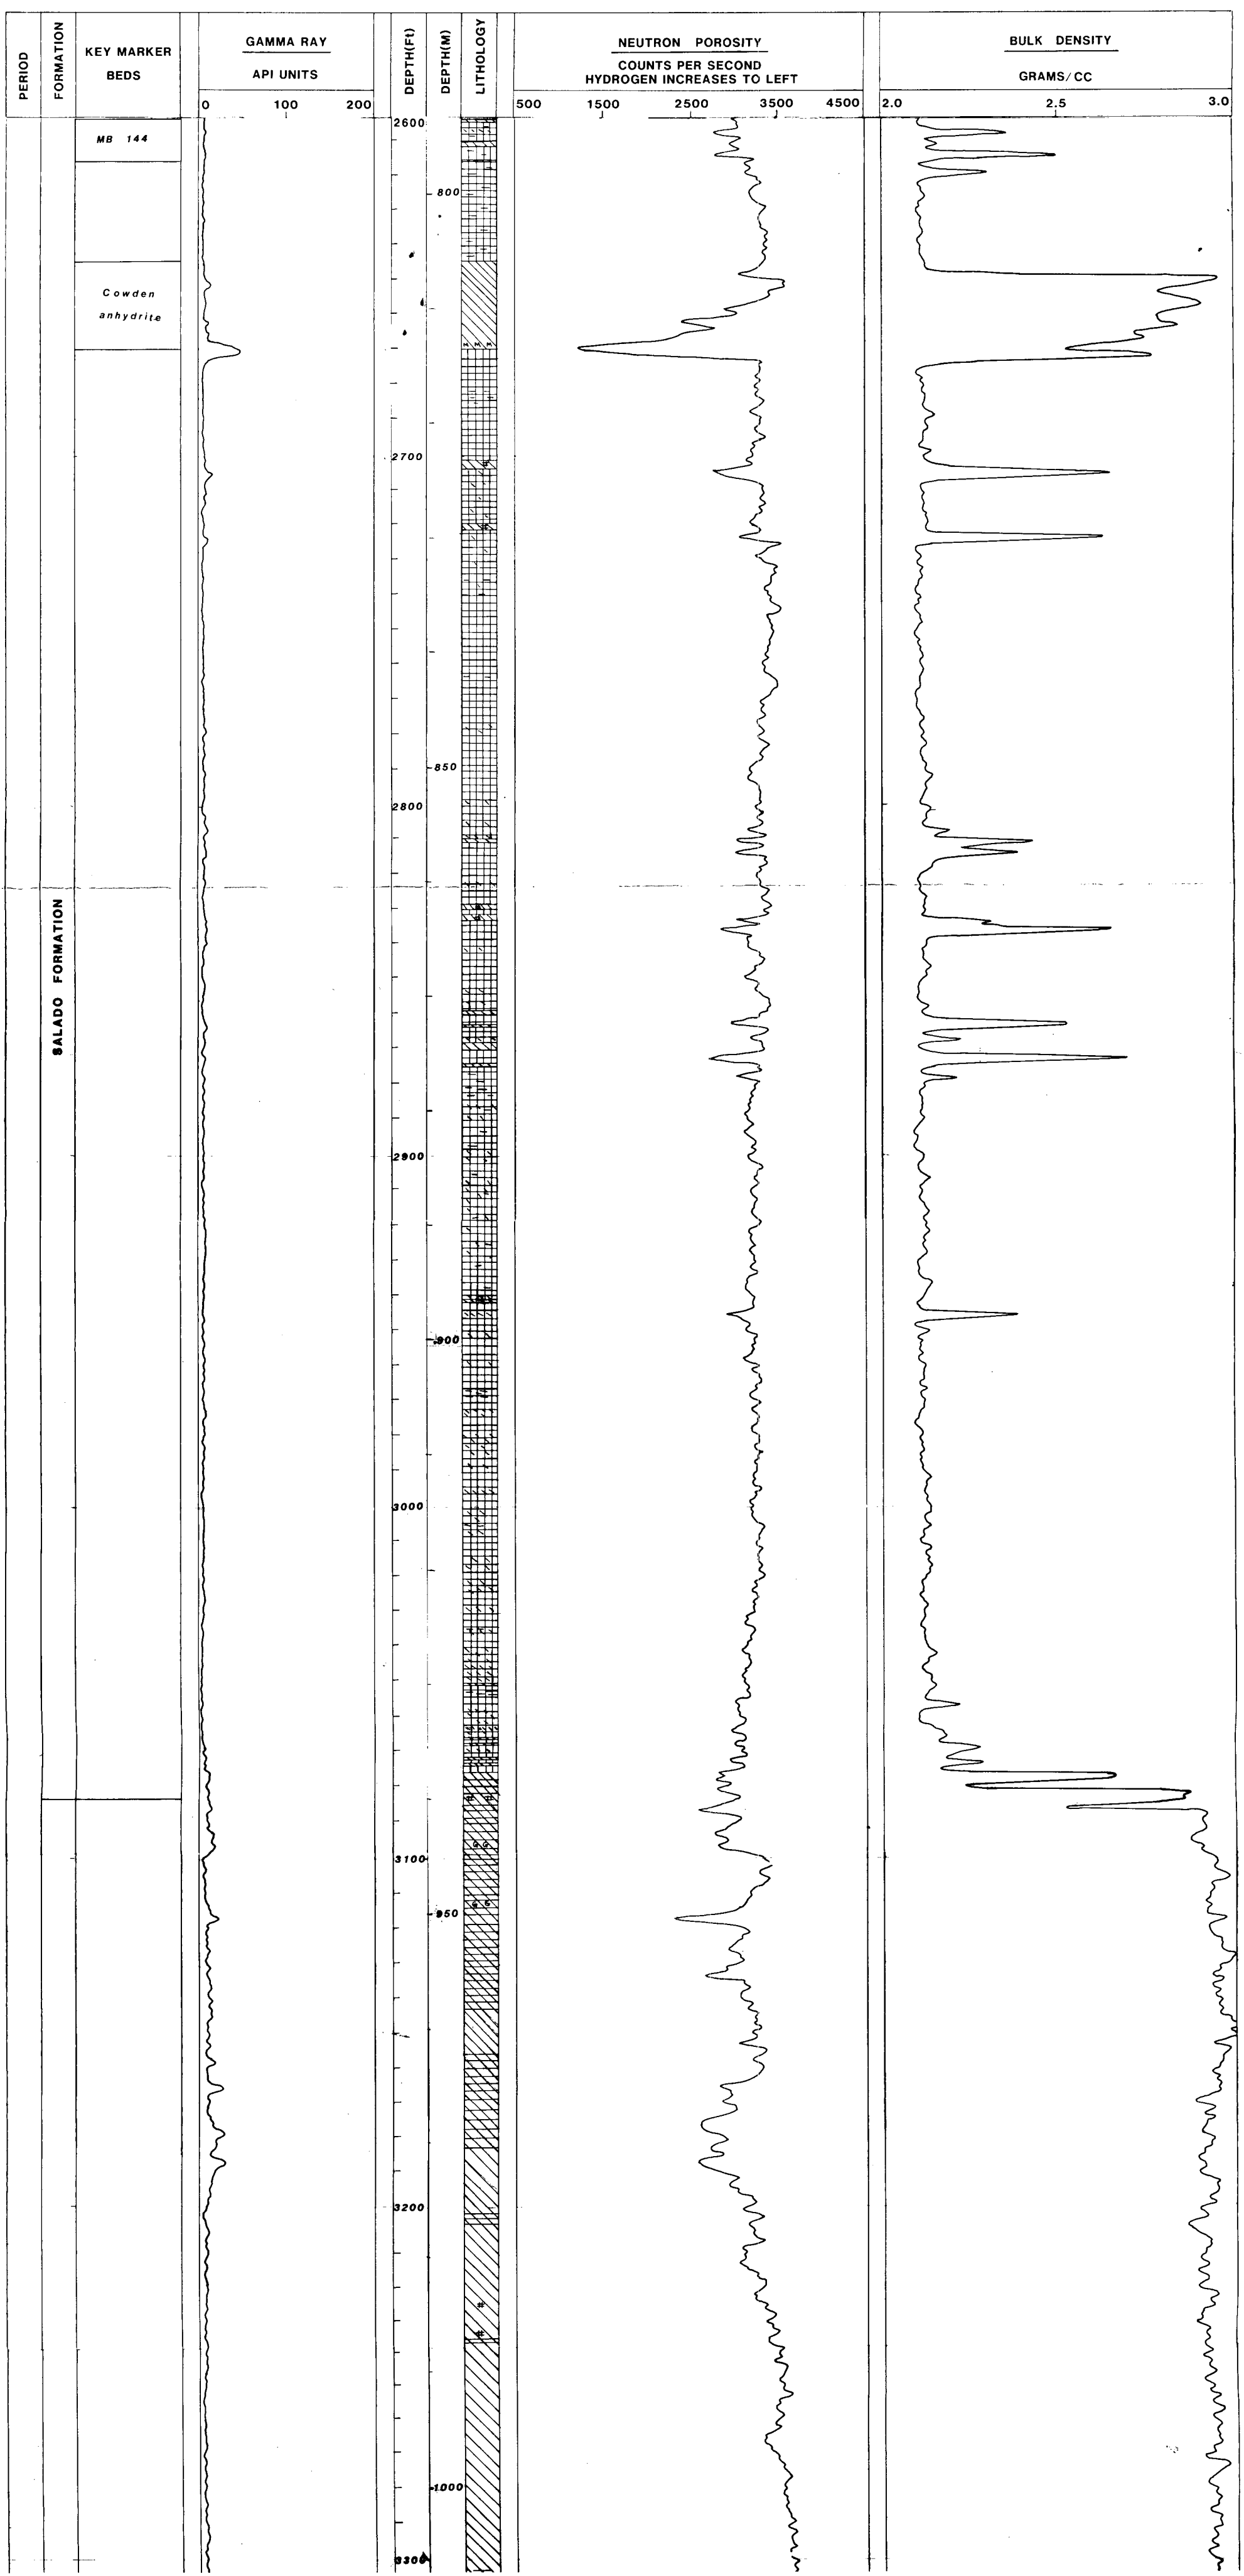 PERIOD
FORMATION
KEY MARKER
BEDS
GAMMA RAY
API UNITS
0 100 200
DEPTH(Ft)
DEPTH(M)
LITHOLOGY
NEUTRON POROSITY
COUNTS PER SECOND
HYDROGEN INCREASES TO LEFT
500 1500 2500 3500 4500
BULK DENSITY
GRAMS/CC
2.0 2.5 3.0
2600
MB 144
800
Cowden
anhydrite
2700
850
2800
SALADO FORMATION
2900
900
3000
3100
950
3200
1000
3300